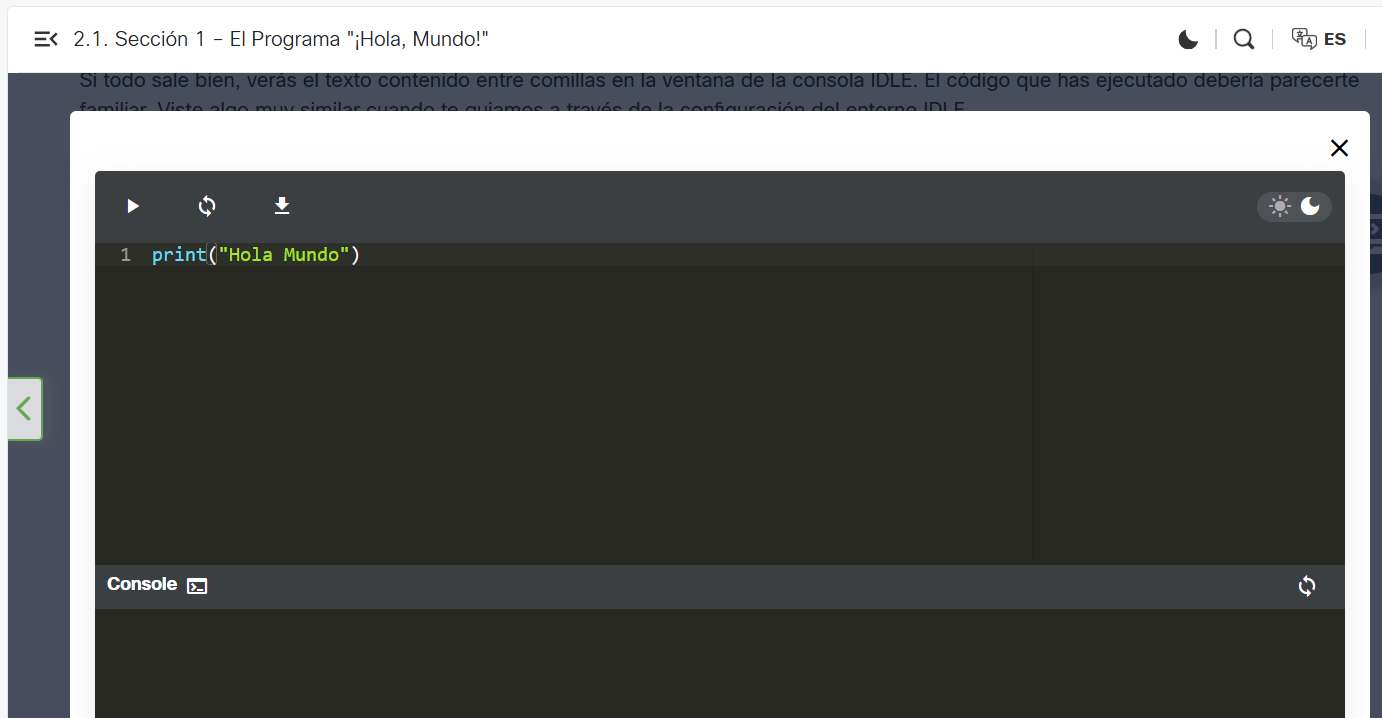 2.1. Sección 1 – El Programa "¡Hola, Mundo!"
ES
Si todo sale bien, verás el texto contenido entre comillas en la ventana de la consola IDLE. El código que has ejecutado debería parecerte
familiar. Viste algo muy similar cuando te guiamos a través de la configuración del entorno IDLE.
1 print("Hola Mundo")
Console